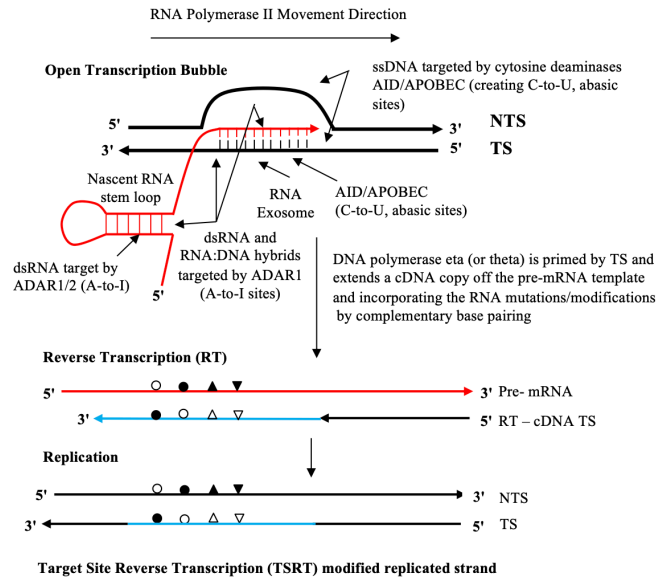 RNA Polymerase II Movement Direction
Open Transcription Bubble
ssDNA targeted by cytosine deaminases
AID/APOBEC (creating C-to-U, abasic
sites)
5'
3'
NTS
3'
5'
TS
Nascent RNA
stem loop
RNA
Exosome
AID/APOBEC
(C-to-U, abasic sites)
dsRNA target by
ADAR1/2 (A-to-I)
5'
dsRNA and
RNA:DNA hybrids
targeted by ADAR1
(A-to-I sites)
DNA polymerase eta (or theta) is primed by TS and
extends a cDNA copy off the pre-mRNA template
and incorporating the RNA mutations/modifications
by complementary base pairing
Reverse Transcription (RT)
5'
3' Pre- mRNA
3'
5' RT – cDNA TS
Replication
5'
3' NTS
3'
5' TS
Target Site Reverse Transcription (TSRT) modified replicated strand